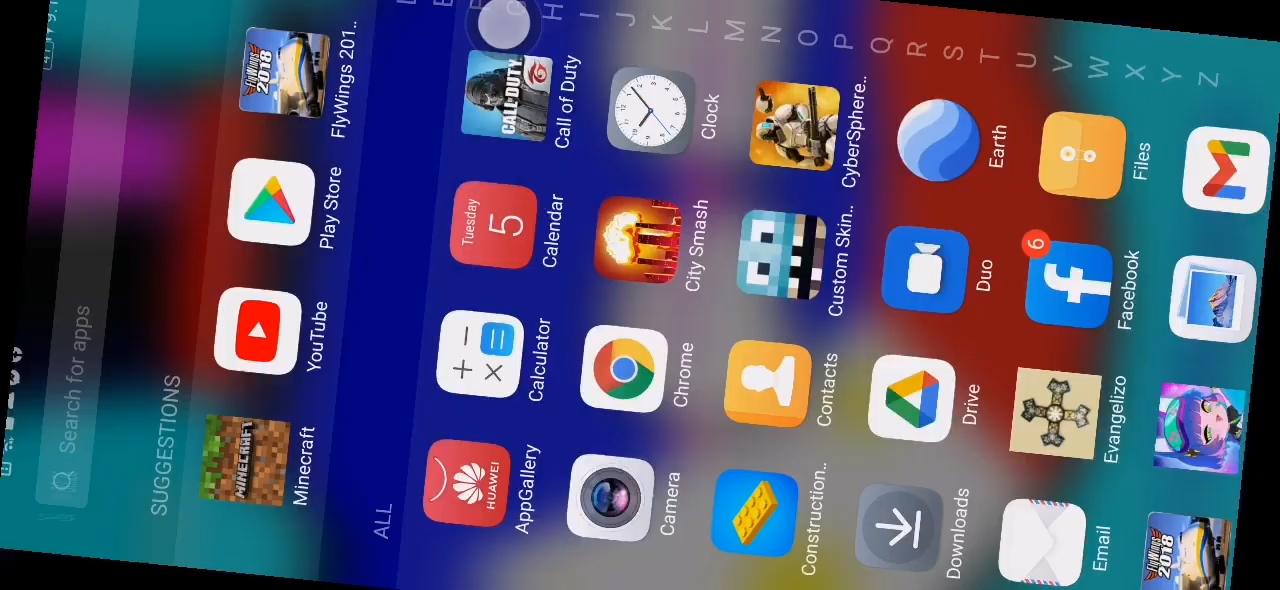 Search for apps
SUGGESTIONS
MINECRAFT
FlyWings 2018
Minecraft YouTube Play Store FlyWings 201..
ALL
HUAWEI
+ − × =
Tuesday 5
CALL OF DUTY
AppGallery Calculator Calendar Call of Duty
Camera Chrome City Smash Clock
Construction.. Contacts Custom Skin.. CyberSphere..
Downloads Drive Duo Earth
6
Email Evangelizo Facebook Files
FlyWings 2018
H
I
J
K
L
M
N
O
P
Q
R
S
T
U
V
W
X
Y
Z